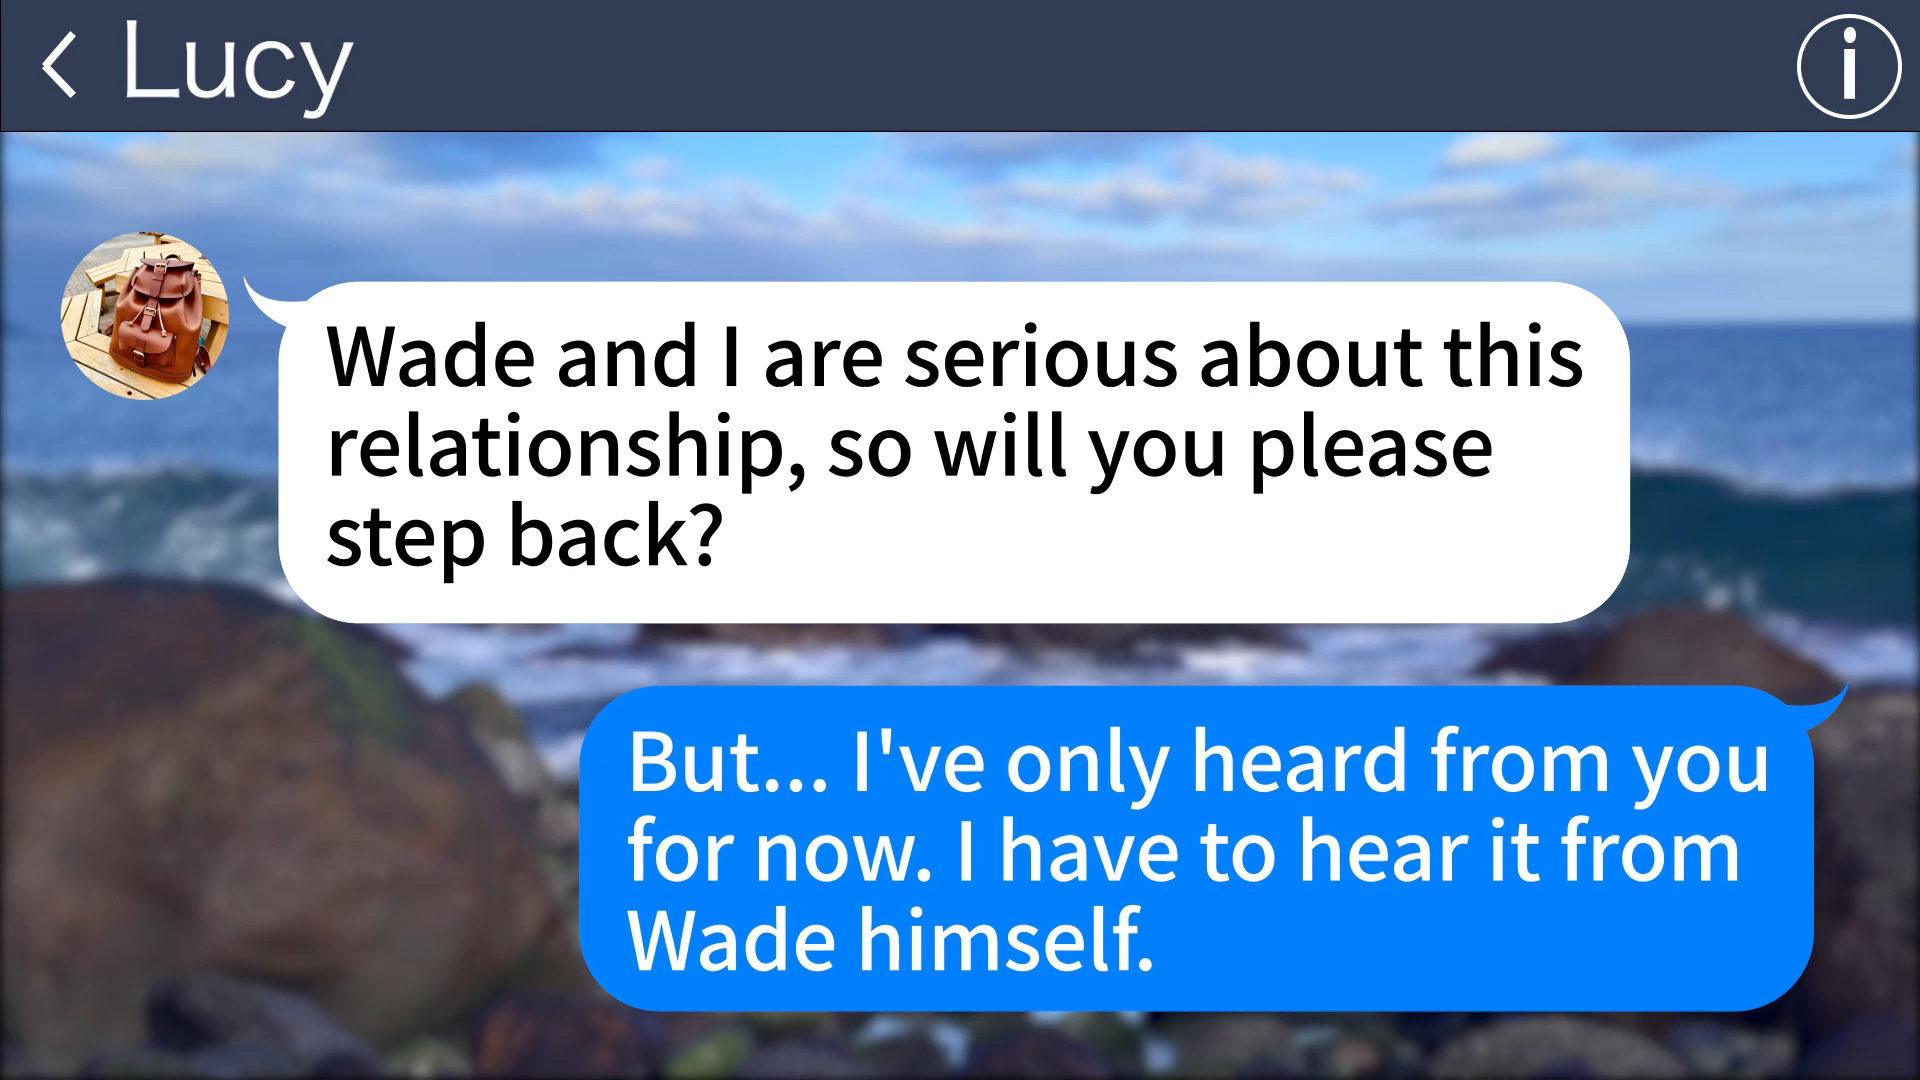 Lucy
Wade and I are serious about this
relationship, so will you please
step back?
But... I've only heard from you
for now. I have to hear it from
Wade himself.